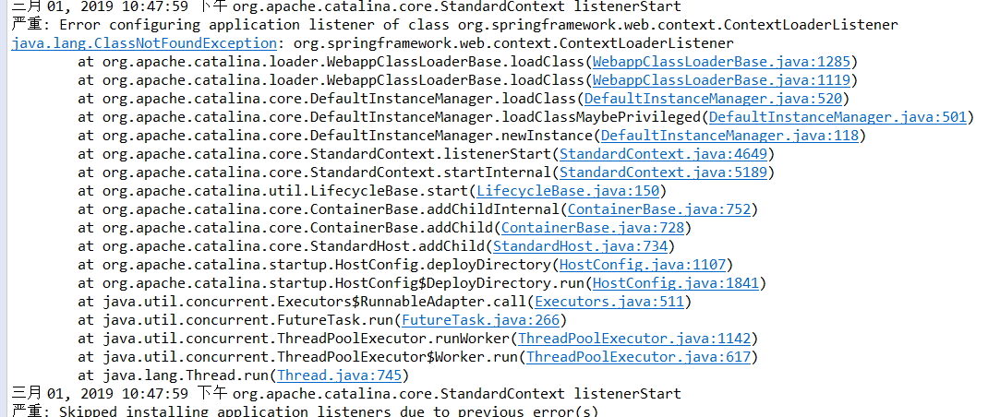 三月 01, 2019 10:47:59 下午 org.apache.catalina.core.StandardContext listenerStart
严重: Error configuring application listener of class org.springframework.web.context.ContextLoaderListener
java.lang.ClassNotFoundException: org.springframework.web.context.ContextLoaderListener
	at org.apache.catalina.loader.WebappClassLoaderBase.loadClass(WebappClassLoaderBase.java:1285)
	at org.apache.catalina.loader.WebappClassLoaderBase.loadClass(WebappClassLoaderBase.java:1119)
	at org.apache.catalina.core.DefaultInstanceManager.loadClass(DefaultInstanceManager.java:520)
	at org.apache.catalina.core.DefaultInstanceManager.loadClassMaybePrivileged(DefaultInstanceManager.java:501)
	at org.apache.catalina.core.DefaultInstanceManager.newInstance(DefaultInstanceManager.java:118)
	at org.apache.catalina.core.StandardContext.listenerStart(StandardContext.java:4649)
	at org.apache.catalina.core.StandardContext.startInternal(StandardContext.java:5189)
	at org.apache.catalina.util.LifecycleBase.start(LifecycleBase.java:150)
	at org.apache.catalina.core.ContainerBase.addChildInternal(ContainerBase.java:752)
	at org.apache.catalina.core.ContainerBase.addChild(ContainerBase.java:728)
	at org.apache.catalina.core.StandardHost.addChild(StandardHost.java:734)
	at org.apache.catalina.startup.HostConfig.deployDirectory(HostConfig.java:1107)
	at org.apache.catalina.startup.HostConfig$DeployDirectory.run(HostConfig.java:1841)
	at java.util.concurrent.Executors$RunnableAdapter.call(Executors.java:511)
	at java.util.concurrent.FutureTask.run(FutureTask.java:266)
	at java.util.concurrent.ThreadPoolExecutor.runWorker(ThreadPoolExecutor.java:1142)
	at java.util.concurrent.ThreadPoolExecutor$Worker.run(ThreadPoolExecutor.java:617)
	at java.lang.Thread.run(Thread.java:745)
三月 01, 2019 10:47:59 下午 org.apache.catalina.core.StandardContext listenerStart
严重: Skipped installing application listeners due to previous error(s)